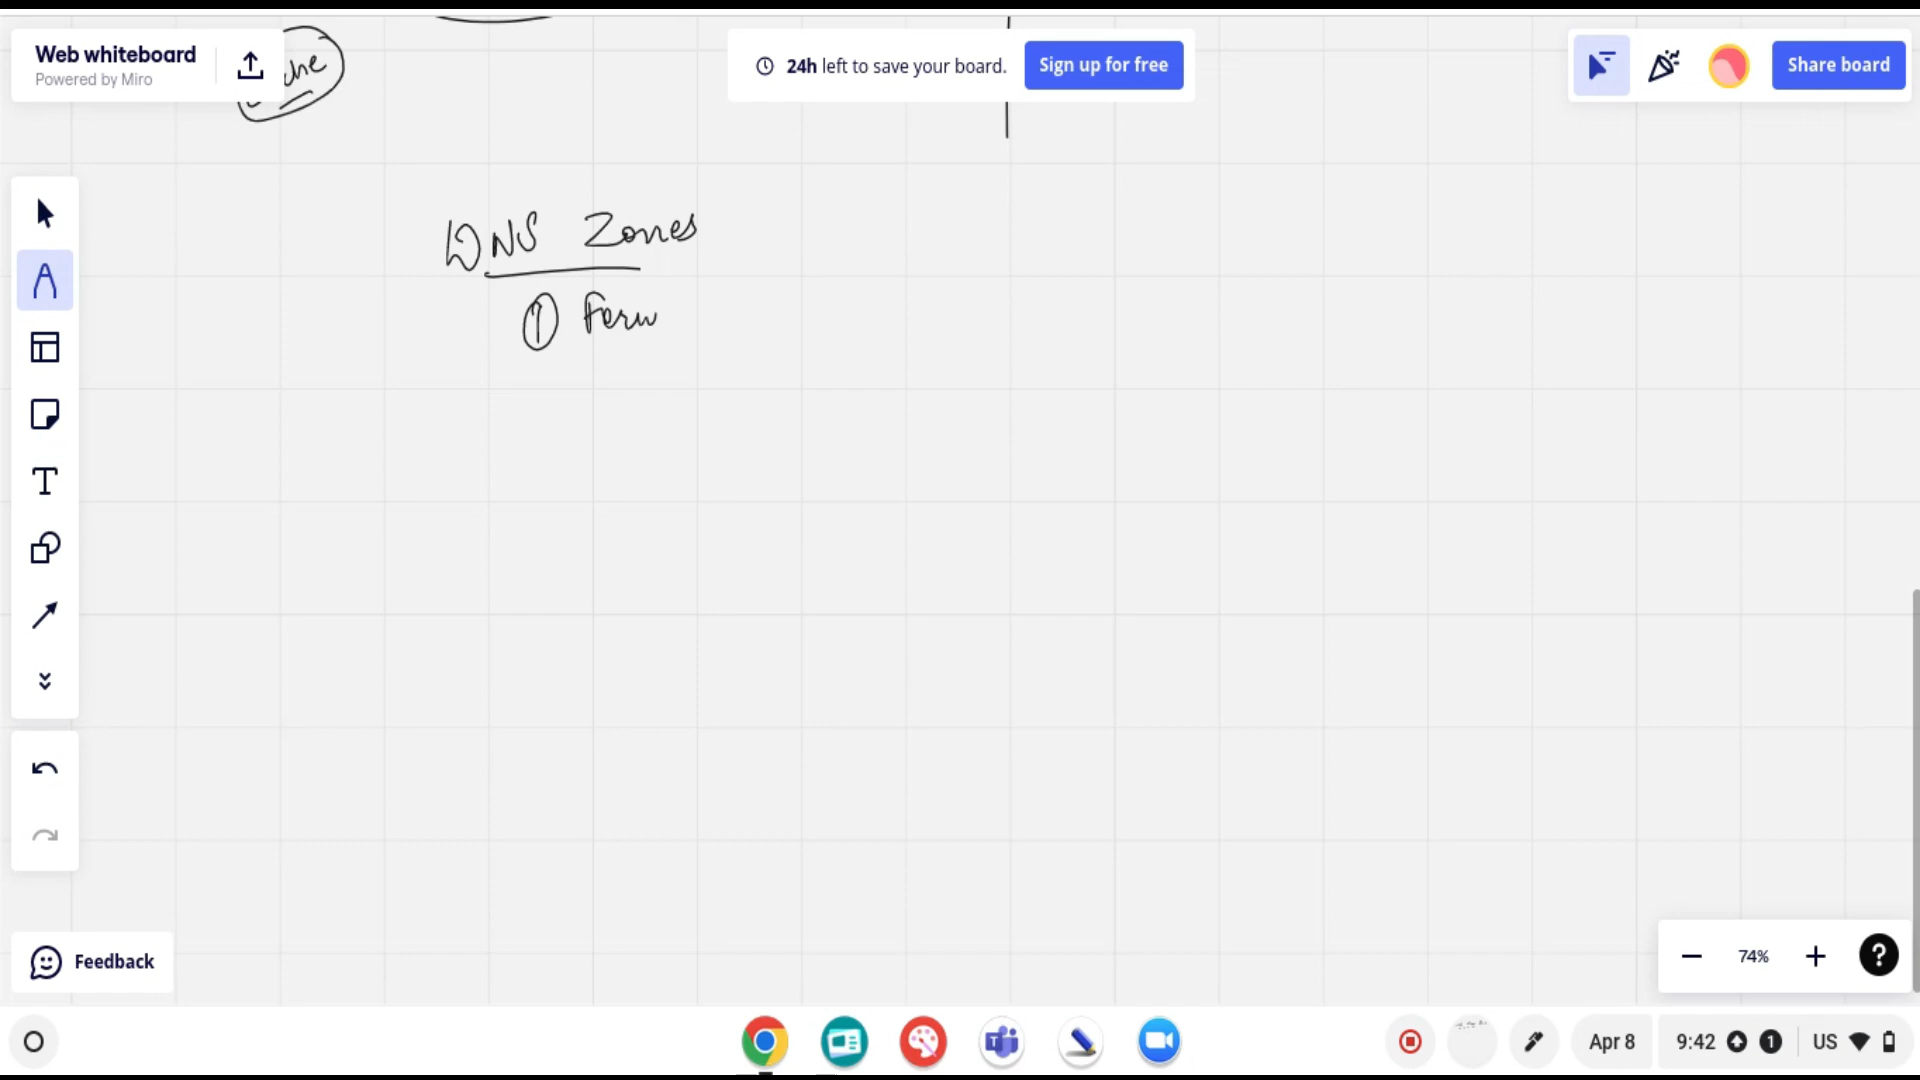 Web whiteboard
Powered by Miro
24h left to save your board.
Sign up for free
Share board
DNS Zones
① Forw
Feedback
74%
?
Apr 8
9:42
1
US